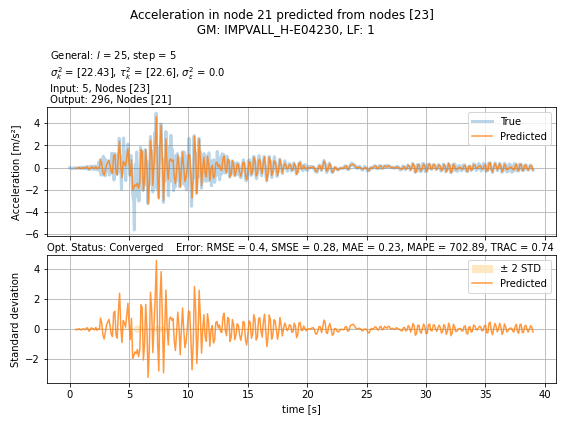 Acceleration in node 21 predicted from nodes [23]
GM: IMPVALL_H-E04230, LF: 1
General: l = 25, step = 5
σ²_k = [22.43], τ²_k = [22.6], σ²_ε = 0.0
Input: 5, Nodes [23]
Output: 296, Nodes [21]
Acceleration [m/s²]
4
2
0
−2
−4
−6
True
Predicted
Opt. Status: Converged Error: RMSE = 0.4, SMSE = 0.28, MAE = 0.23, MAPE = 702.89, TRAC = 0.74
Standard deviation
4
2
0
−2
± 2 STD
Predicted
0 5 10 15 20 25 30 35 40
time [s]